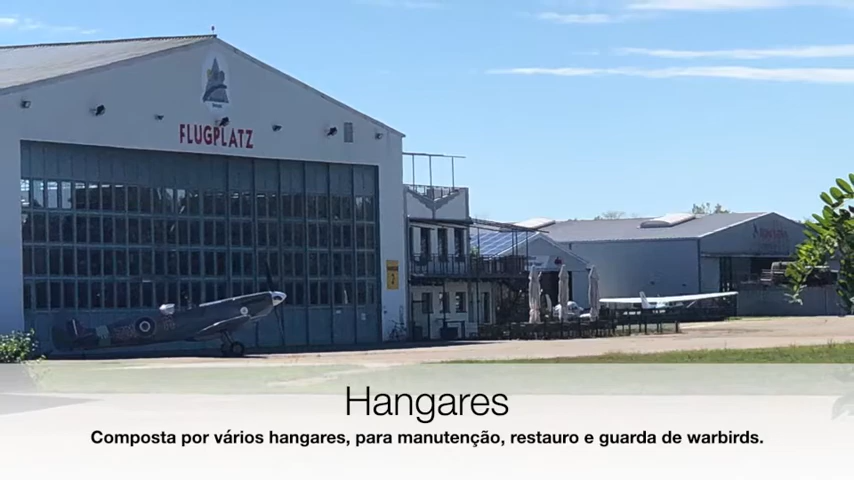 FLUGPLATZ
Hangares
Composta por vários hangares, para manutenção, restauro e guarda de warbirds.